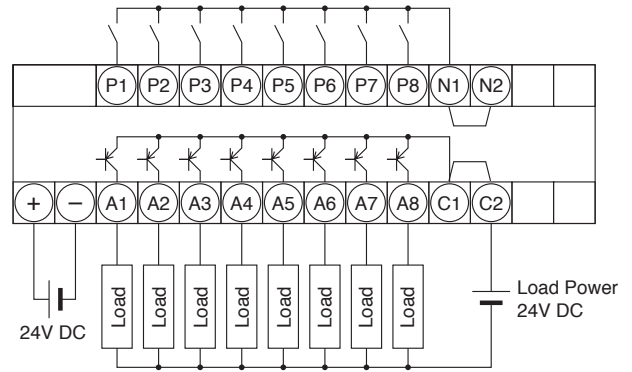 P1 P2 P3 P4 P5 P6 P7 P8 N1 N2
+ − A1 A2 A3 A4 A5 A6 A7 A8 C1 C2
Load Load Load Load Load Load Load Load
24V DC
Load Power
24V DC